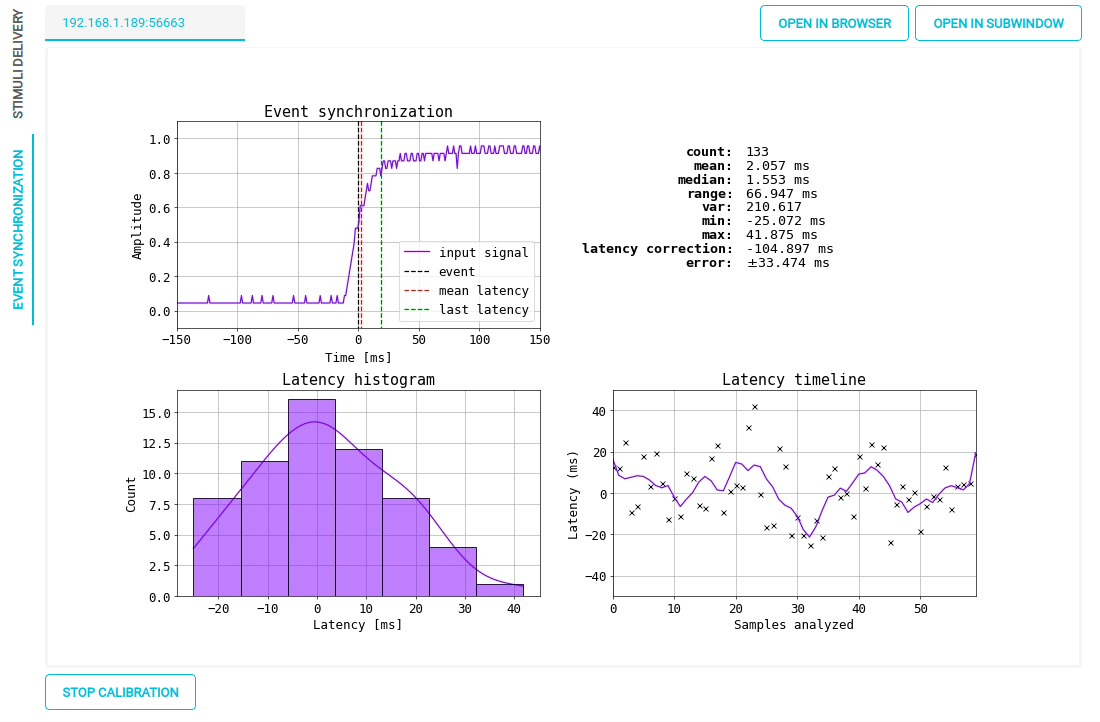 STIMULI DELIVERY
EVENT SYNCHRONIZATION
192.168.1.189:56663
OPEN IN BROWSER
OPEN IN SUBWINDOW
Event synchronization
Amplitude
1.0
0.8
0.6
0.4
0.2
0.0
input signal
event
mean latency
last latency
−150 −100 −50 0 50 100 150
Time [ms]
count: 133
mean: 2.057 ms
median: 1.553 ms
range: 66.947 ms
var: 210.617
min: -25.072 ms
max: 41.875 ms
latency correction: -104.897 ms
error: ±33.474 ms
Latency histogram
Count
15.0
12.5
10.0
7.5
5.0
2.5
0.0
−20 −10 0 10 20 30 40
Latency [ms]
Latency timeline
Latency (ms)
40
20
0
−20
−40
0 10 20 30 40 50
Samples analyzed
STOP CALIBRATION